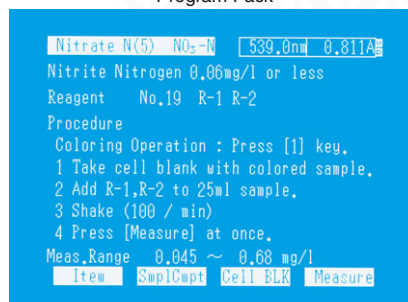 Program Pack
Nitrate N(5) NO₃-N 539.0nm 0.811A
Nitrite Nitrogen 0.06mg/l or less
Reagent No.19 R-1 R-2
Procedure
Coloring Operation : Press [1] key.
1 Take cell blank with colored sample.
2 Add R-1,R-2 to 25ml sample.
3 Shake (100 / min)
4 Press [Measure] at once.
Meas.Range 0.045 ~ 0.68 mg/l
Item SmplCmpt Cell BLK Measure